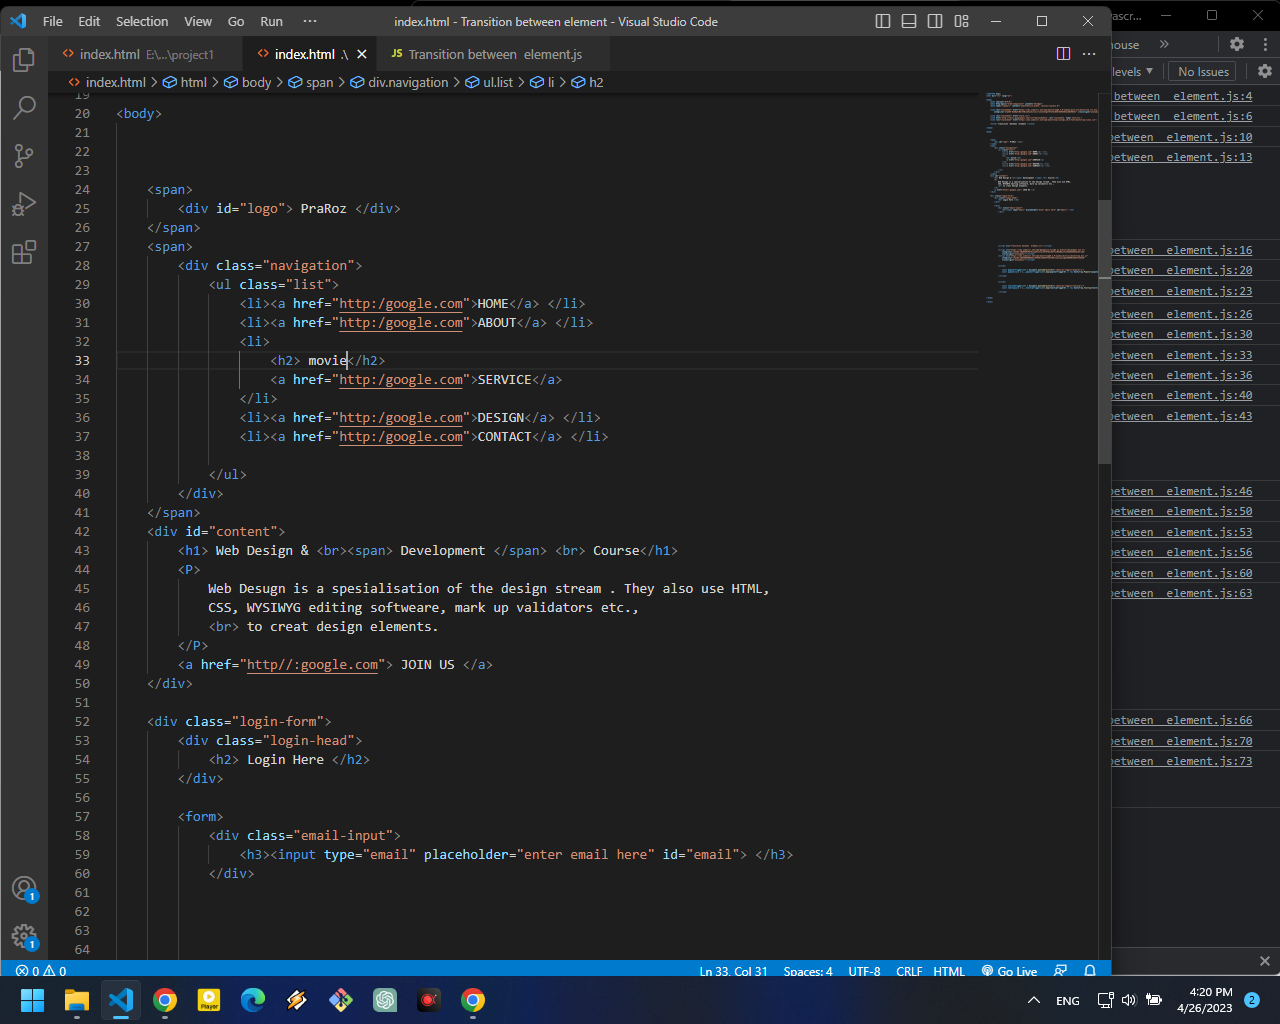 File Edit Selection View Go Run ··· index.html - Transition between element - Visual Studio Code
index.html E:\...\project1 index.html .\ JS Transition between element.js
index.html > html > body > span > div.navigation > ul.list > li > h2
house
levels No Issues
19
20 <body>
21
22
23
24 <span>
25 <div id="logo"> PraRoz </div>
26 </span>
27 <span>
28 <div class="navigation">
29 <ul class="list">
30 <li><a href="http:/google.com">HOME</a> </li>
31 <li><a href="http:/google.com">ABOUT</a> </li>
32 <li>
33 <h2> movie</h2>
34 <a href="http:/google.com">SERVICE</a>
35 </li>
36 <li><a href="http:/google.com">DESIGN</a> </li>
37 <li><a href="http:/google.com">CONTACT</a> </li>
38
39 </ul>
40 </div>
41 </span>
42 <div id="content">
43 <h1> Web Design & <br><span> Development </span> <br> Course</h1>
44 <P>
45 Web Desugn is a spesialisation of the design stream . They also use HTML,
46 CSS, WYSIWYG editing softweare, mark up validators etc.,
47 <br> to creat design elements.
48 </P>
49 <a href="http//:google.com"> JOIN US </a>
50 </div>
51
52 <div class="login-form">
53 <div class="login-head">
54 <h2> Login Here </h2>
55 </div>
56
57 <form>
58 <div class="email-input">
59 <h3><input type="email" placeholder="enter email here" id="email"> </h3>
60 </div>
61
62
63
64
between element.js:4
between element.js:6
between element.js:10
between element.js:13
between element.js:16
between element.js:20
between element.js:23
between element.js:26
between element.js:30
between element.js:33
between element.js:36
between element.js:40
between element.js:43
between element.js:46
between element.js:50
between element.js:53
between element.js:56
between element.js:60
between element.js:63
between element.js:66
between element.js:70
between element.js:73
1
1
0 0 Ln 33, Col 31 Spaces: 4 UTF-8 CRLF HTML Go Live
Player
ENG
4:20 PM
4/26/2023
2